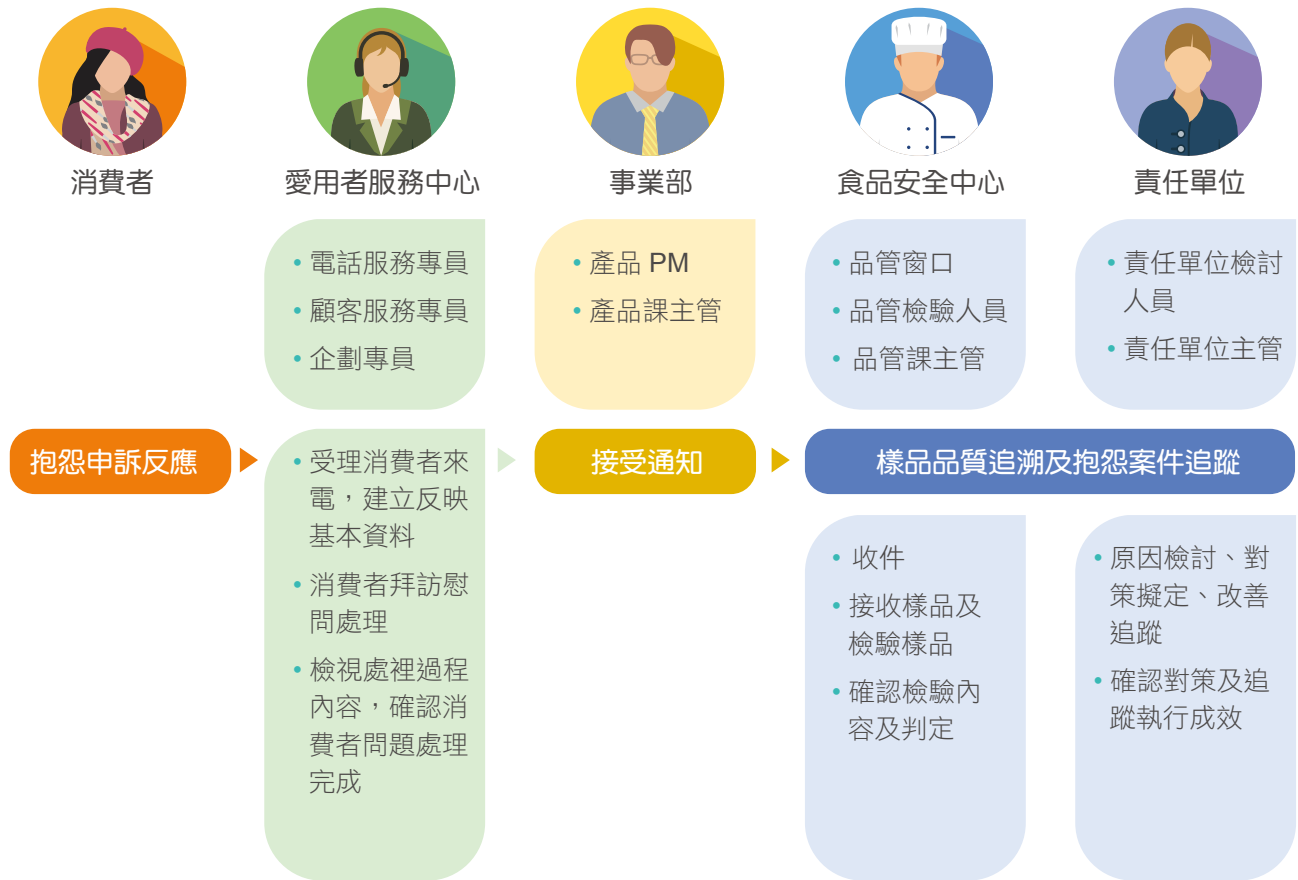 消費者
愛用者服務中心
事業部
食品安全中心
責任單位
• 電話服務專員
• 顧客服務專員
• 企劃專員
• 產品 PM
• 產品課主管
• 品管窗口
• 品管檢驗人員
• 品管課主管
• 責任單位檢討
人員
• 責任單位主管
抱怨申訴反應
• 受理消費者來
電，建立反映
基本資料
• 消費者拜訪慰
問處理
• 檢視處裡過程
內容，確認消
費者問題處理
完成
接受通知
樣品品質追溯及抱怨案件追蹤
• 收件
• 接收樣品及
檢驗樣品
• 確認檢驗內
容及判定
• 原因檢討、對
策擬定、改善
追蹤
• 確認對策及追
蹤執行成效